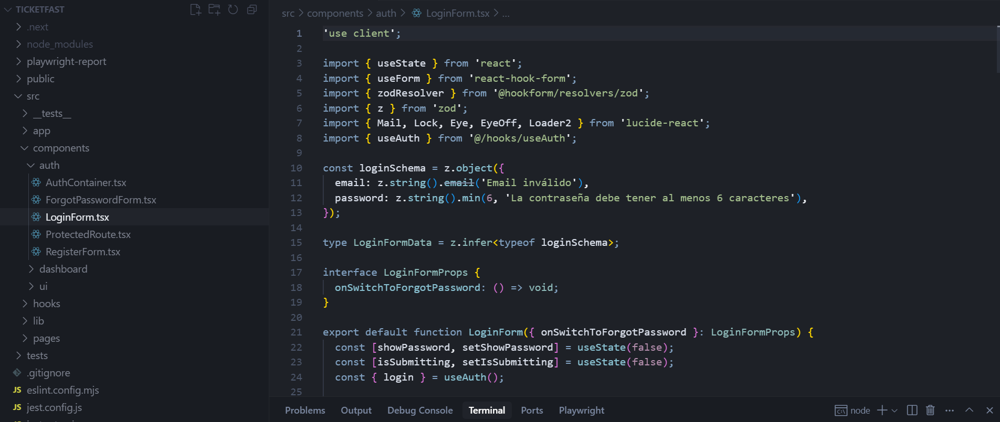 TICKETFAST
.next
node_modules
playwright-report
public
src
__tests__
app
components
auth
AuthContainer.tsx
ForgotPasswordForm.tsx
LoginForm.tsx
ProtectedRoute.tsx
RegisterForm.tsx
dashboard
ui
hooks
lib
pages
tests
.gitignore
JS eslint.config.mjs
JS jest.config.js
src > components > auth > LoginForm.tsx > ...
1 'use client';
2
3 import { useState } from 'react';
4 import { useForm } from 'react-hook-form';
5 import { zodResolver } from '@hookform/resolvers/zod';
6 import { z } from 'zod';
7 import { Mail, Lock, Eye, EyeOff, Loader2 } from 'lucide-react';
8 import { useAuth } from '@/hooks/useAuth';
9
10 const loginSchema = z.object({
11   email: z.string().email('Email inválido'),
12   password: z.string().min(6, 'La contraseña debe tener al menos 6 caracteres'),
13 });
14
15 type LoginFormData = z.infer<typeof loginSchema>;
16
17 interface LoginFormProps {
18   onSwitchToForgotPassword: () => void;
19 }
20
21 export default function LoginForm({ onSwitchToForgotPassword }: LoginFormProps) {
22   const [showPassword, setShowPassword] = useState(false);
23   const [isSubmitting, setIsSubmitting] = useState(false);
24   const { login } = useAuth();
25
Problems Output Debug Console Terminal Ports Playwright node